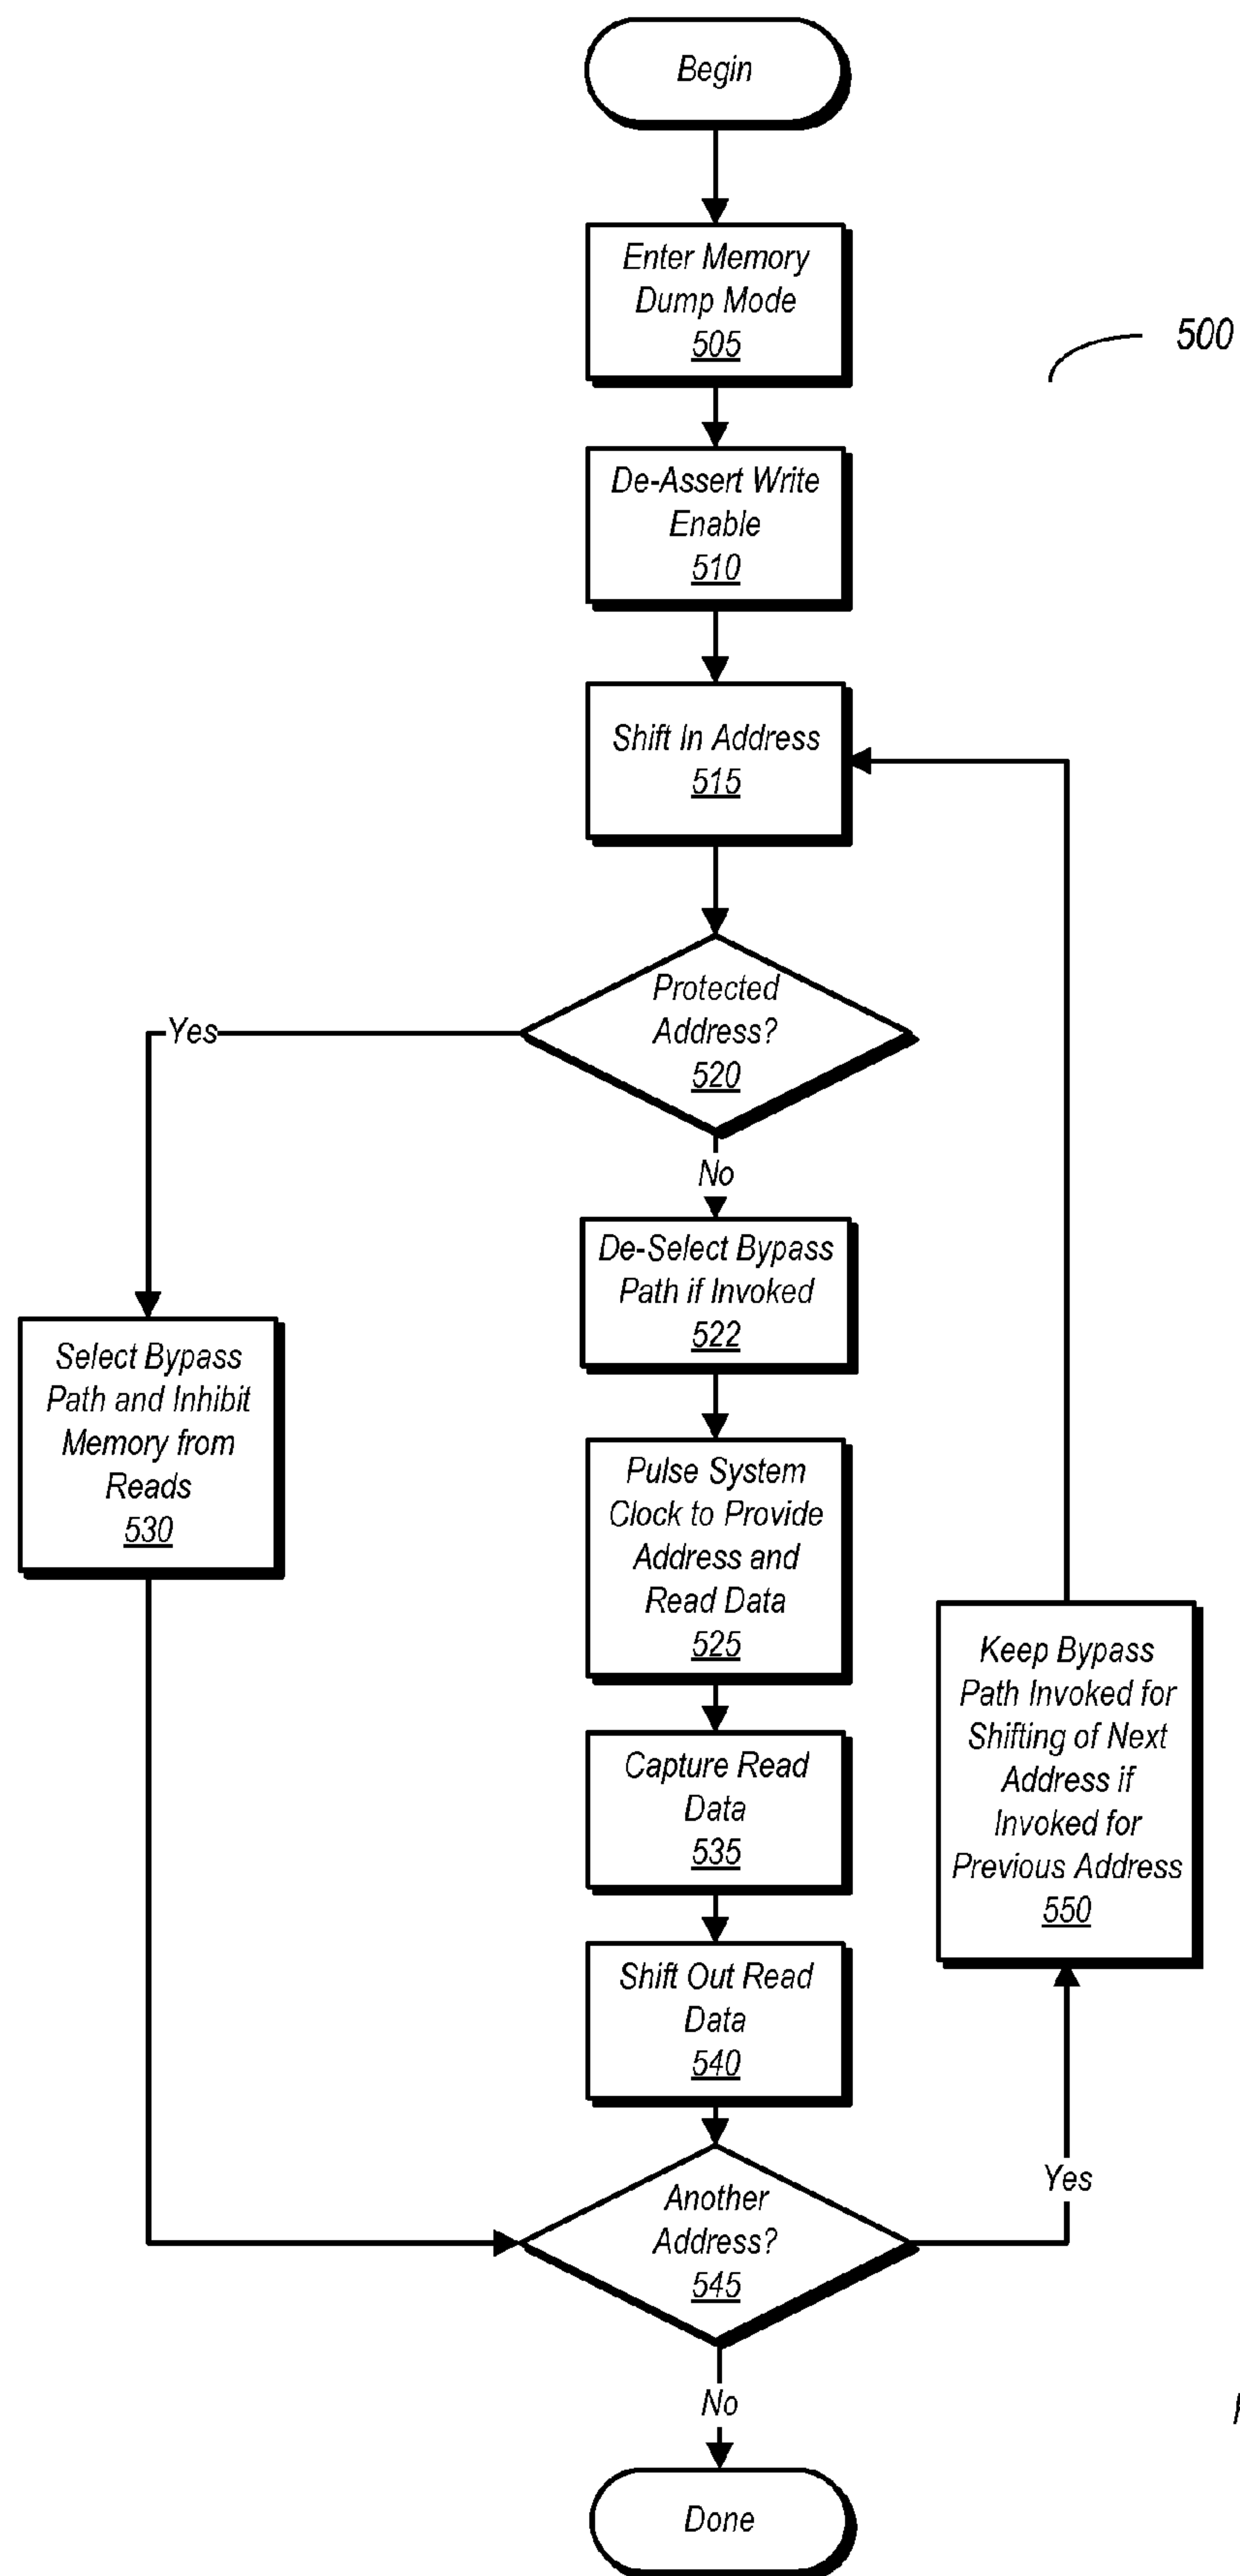 Begin
Enter Memory
Dump Mode
505
500
De-Assert Write
Enable
510
Shift In Address
515
Protected
Address?
520
Yes
No
De-Select Bypass
Path if Invoked
522
Select Bypass
Path and Inhibit
Memory from
Reads
530
Pulse System
Clock to Provide
Address and
Read Data
525
Keep Bypass
Path Invoked for
Shifting of Next
Address if
Invoked for
Previous Address
550
Capture Read
Data
535
Shift Out Read
Data
540
Another
Address?
545
Yes
No
Done